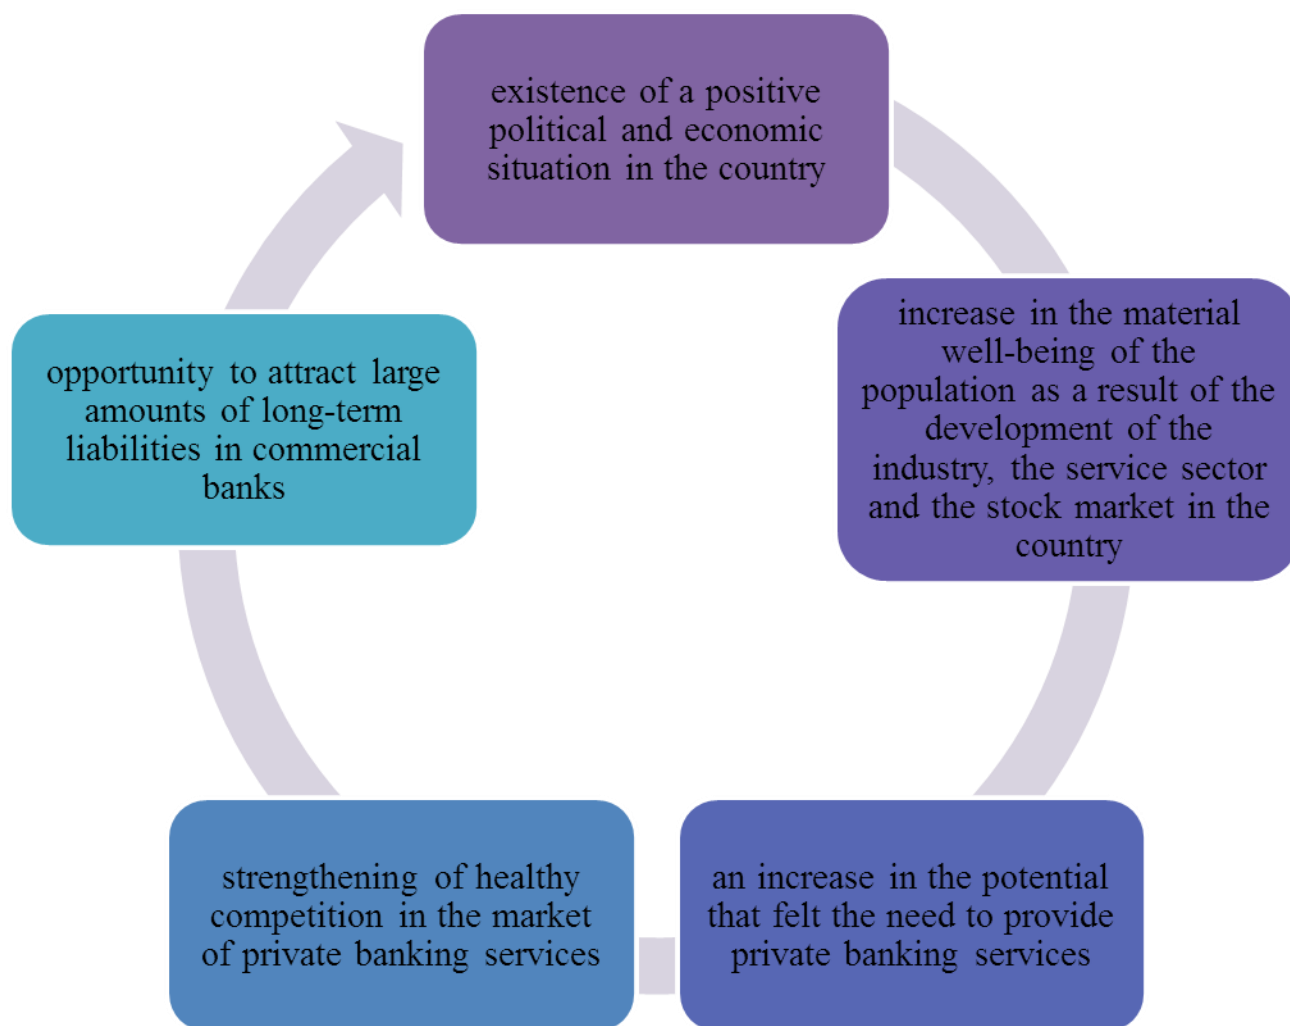 existence of a positive
political and economic
situation in the country
increase in the material
well-being of the
population as a result of the
development of the
industry, the service sector
and the stock market in the
country
an increase in the potential
that felt the need to provide
private banking services
strengthening of healthy
competition in the market
of private banking services
opportunity to attract large
amounts of long-term
liabilities in commercial
banks